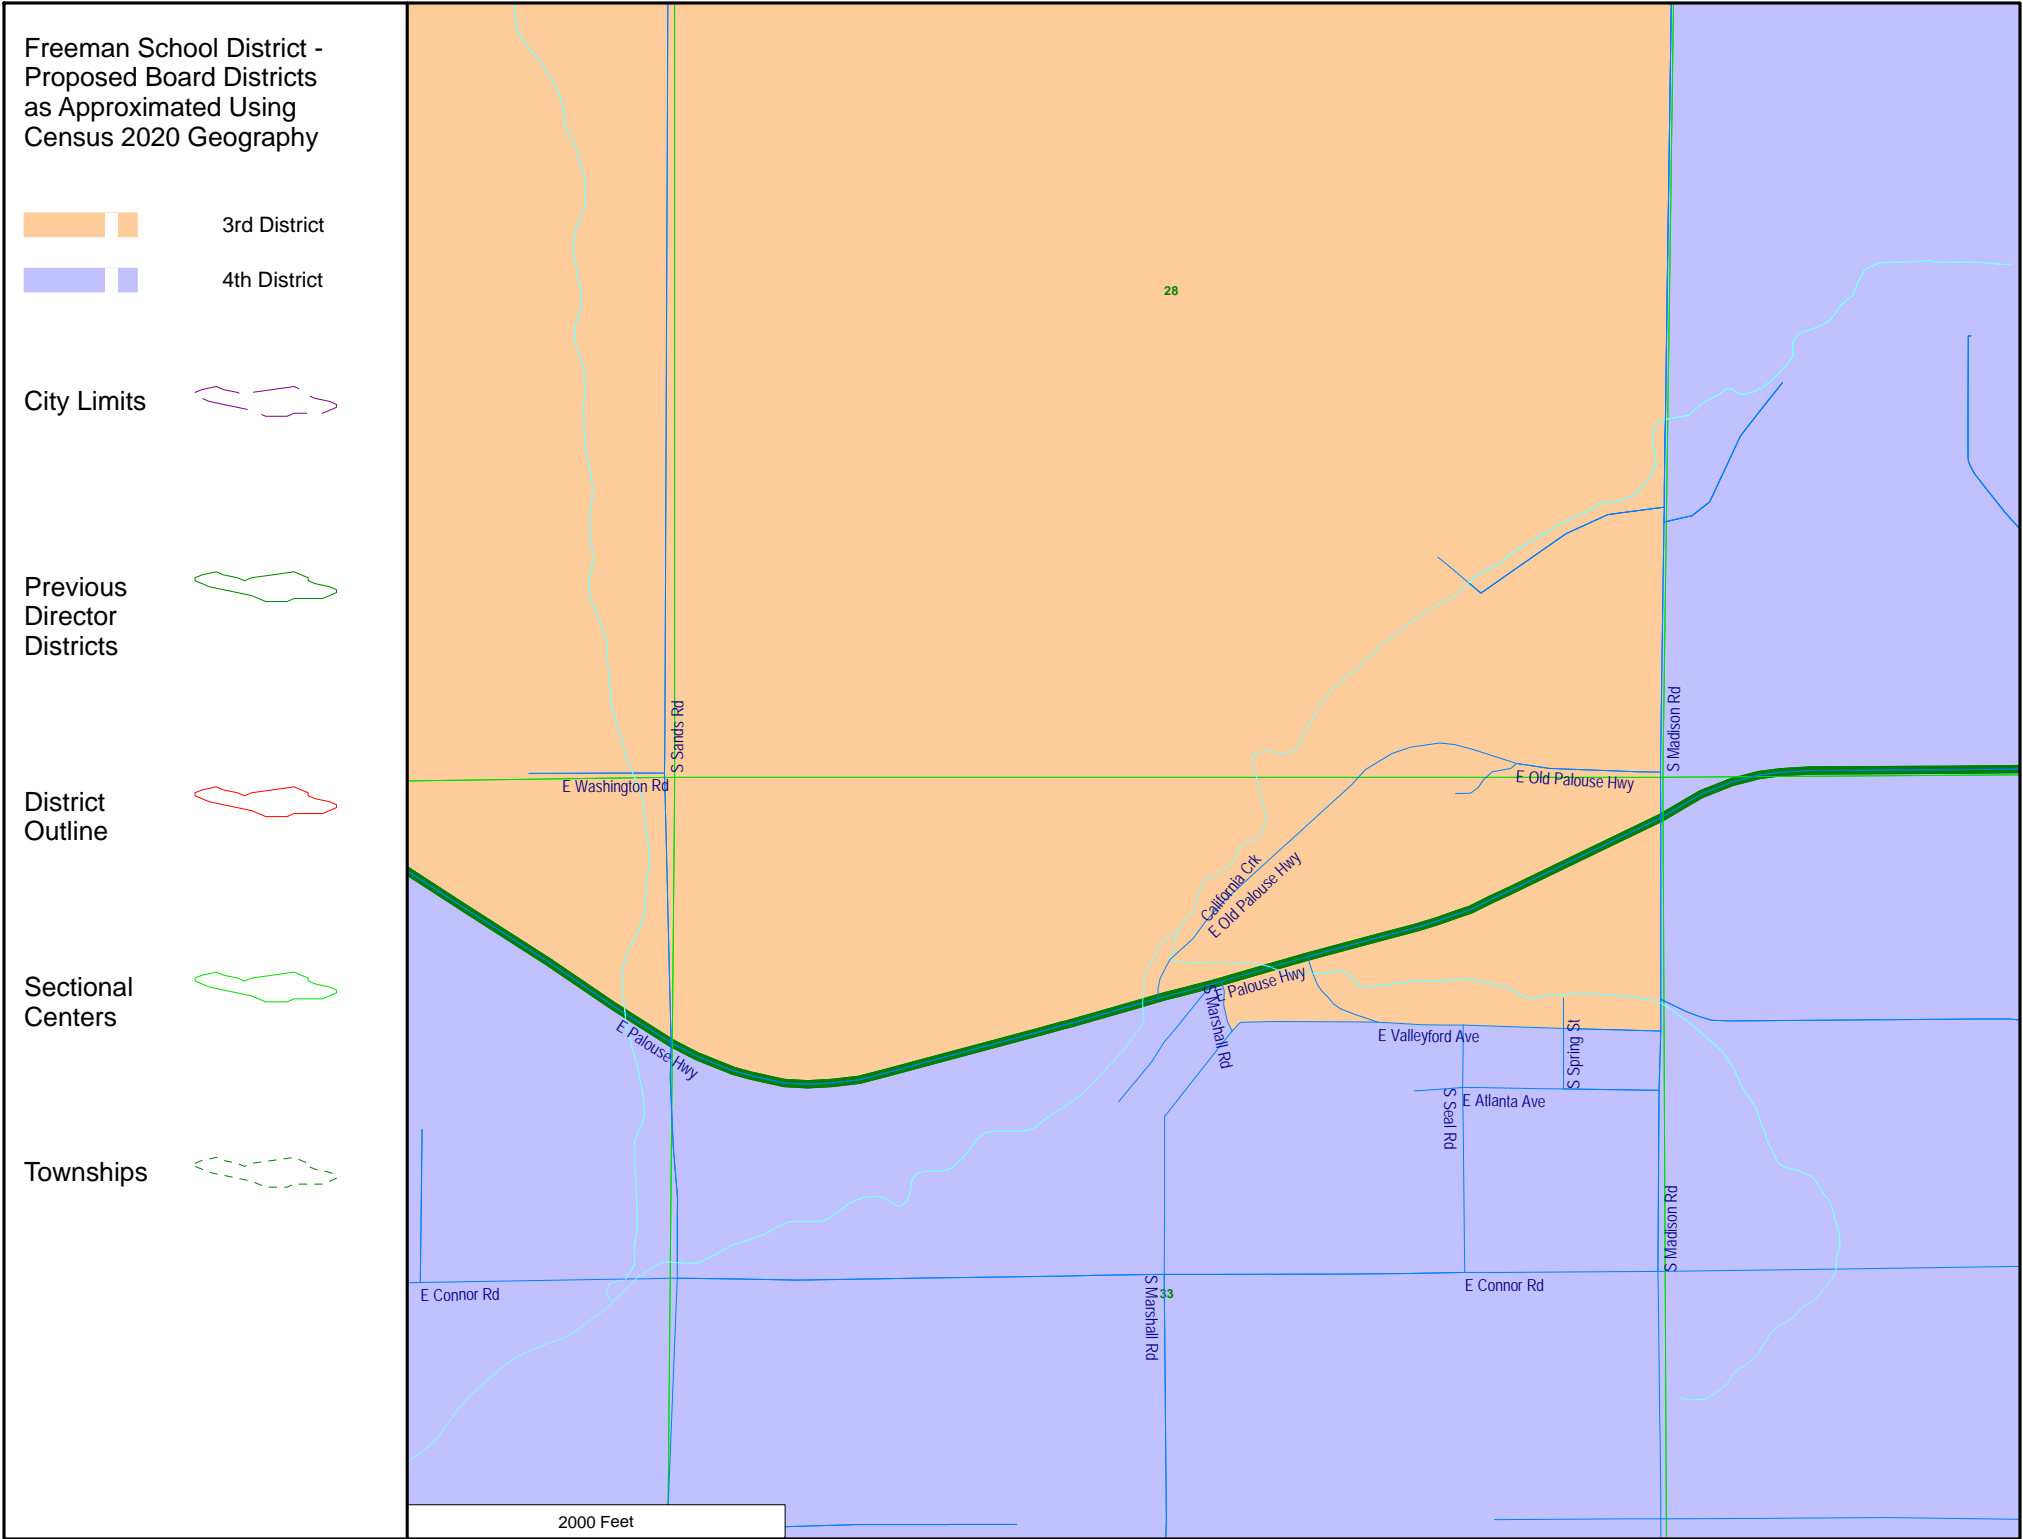 Freeman School District -
Proposed Board Districts
as Approximated Using
Census 2020 Geography
3rd District
4th District
City Limits
Previous
Director
Districts
District
Outline
Sectional
Centers
Townships
28
S Sands Rd
S Madison Rd
E Washington Rd
E Old Palouse Hwy
California Crk
E Old Palouse Hwy
E Palouse Hwy
S Marshall Rd
E Palouse Hwy
E Valleyford Ave
S Spring St
S Seal Rd
E Atlanta Ave
S Madison Rd
E Connor Rd
S Marshall Rd
33
E Connor Rd
2000 Feet